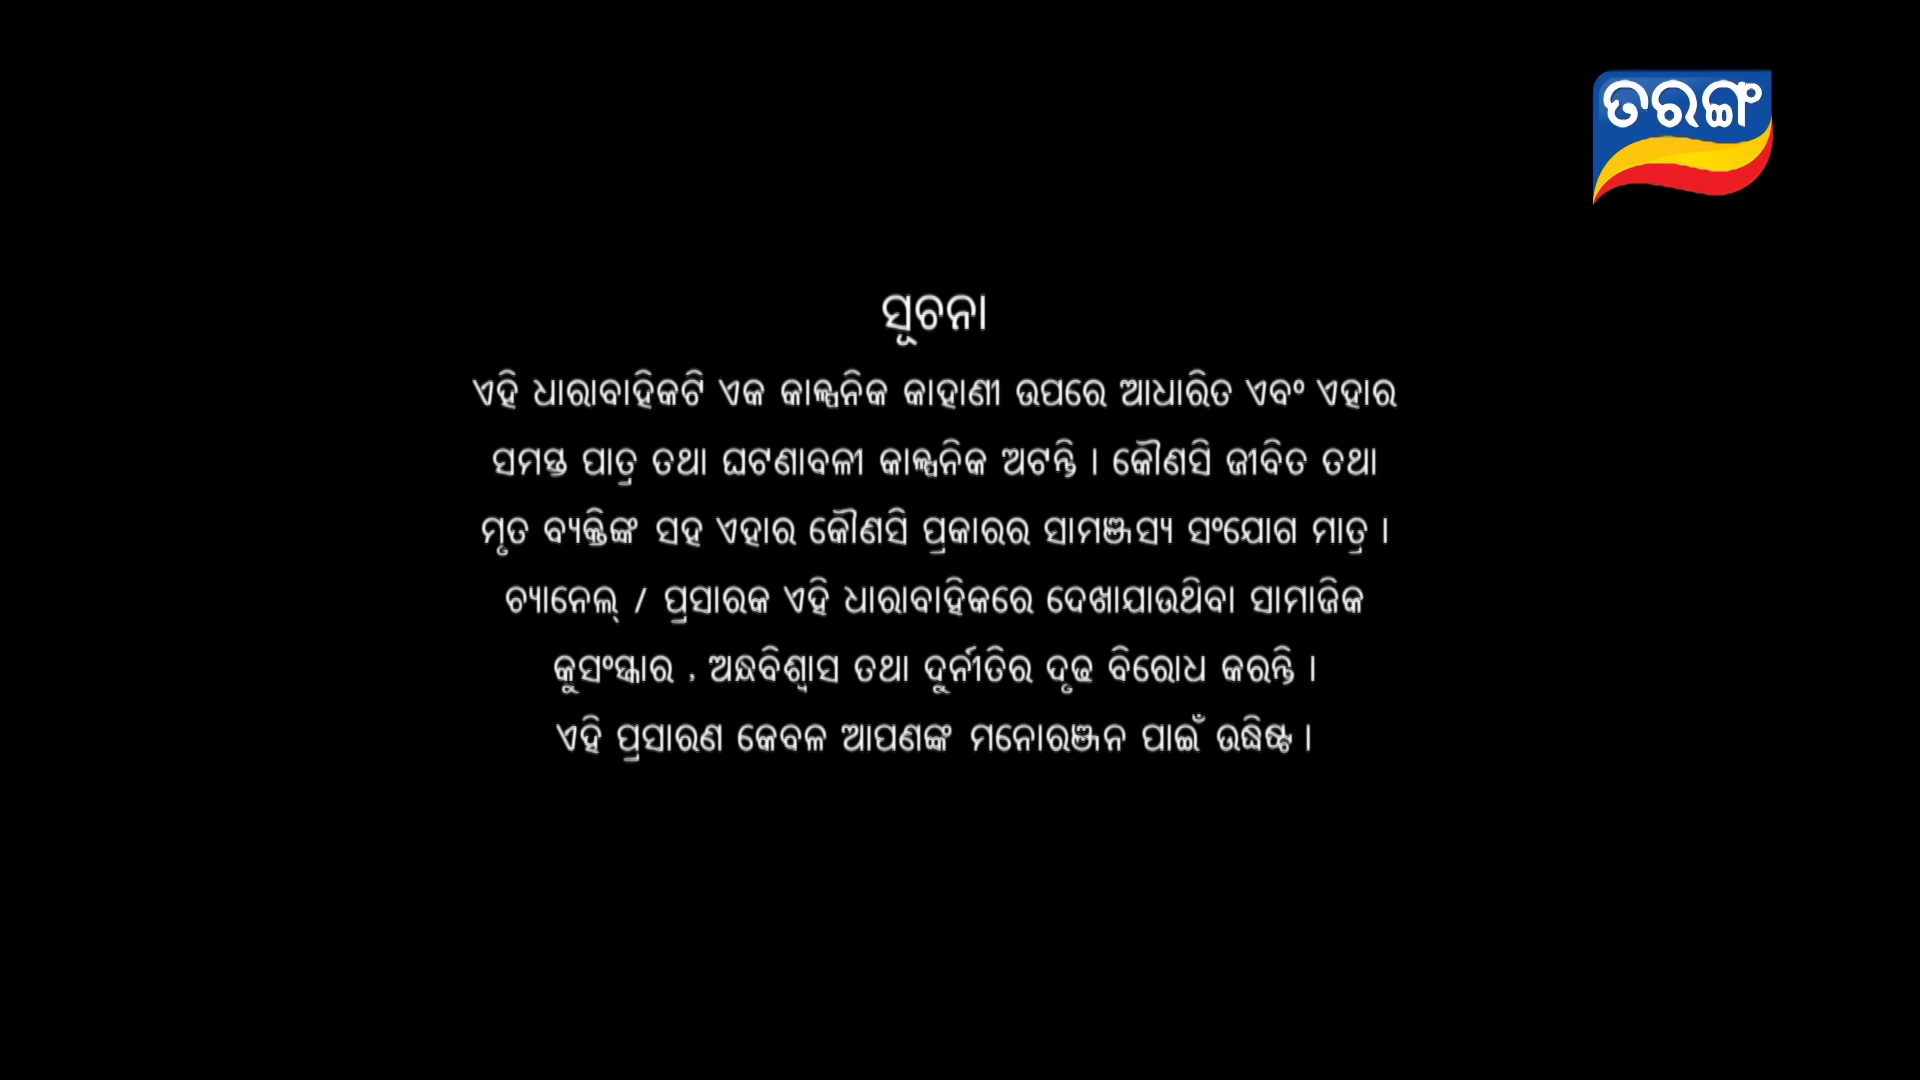 ତରଙ୍ଗ
ସୂଚନା
ଏହି ଧାରାବାହିକଟି ଏକ କାଳ୍ପନିକ କାହାଣୀ ଉପରେ ଆଧାରିତ ଏବଂ ଏହାର
ସମସ୍ତ ପାତ୍ର ତଥା ଘଟଣାବଳୀ କାଳ୍ପନିକ ଅଟନ୍ତି । କୌଣସି ଜୀବିତ ତଥା
ମୃତ ବ୍ୟକ୍ତିଙ୍କ ସହ ଏହାର କୌଣସି ପ୍ରକାରର ସାମଞ୍ଜସ୍ୟ ସଂଯୋଗ ମାତ୍ର ।
ଚ୍ୟାନେଲ୍ / ପ୍ରସାରକ ଏହି ଧାରାବାହିକରେ ଦେଖାଯାଉଥିବା ସାମାଜିକ
କୁସଂସ୍କାର , ଅନ୍ଧବିଶ୍ୱାସ ତଥା ଦୁର୍ନୀତିର ଦୃଢ ବିରୋଧ କରନ୍ତି ।
ଏହି ପ୍ରସାରଣ କେବଳ ଆପଣଙ୍କ ମନୋରଞ୍ଜନ ପାଇଁ ଉଦ୍ଧିଷ୍ଟ ।